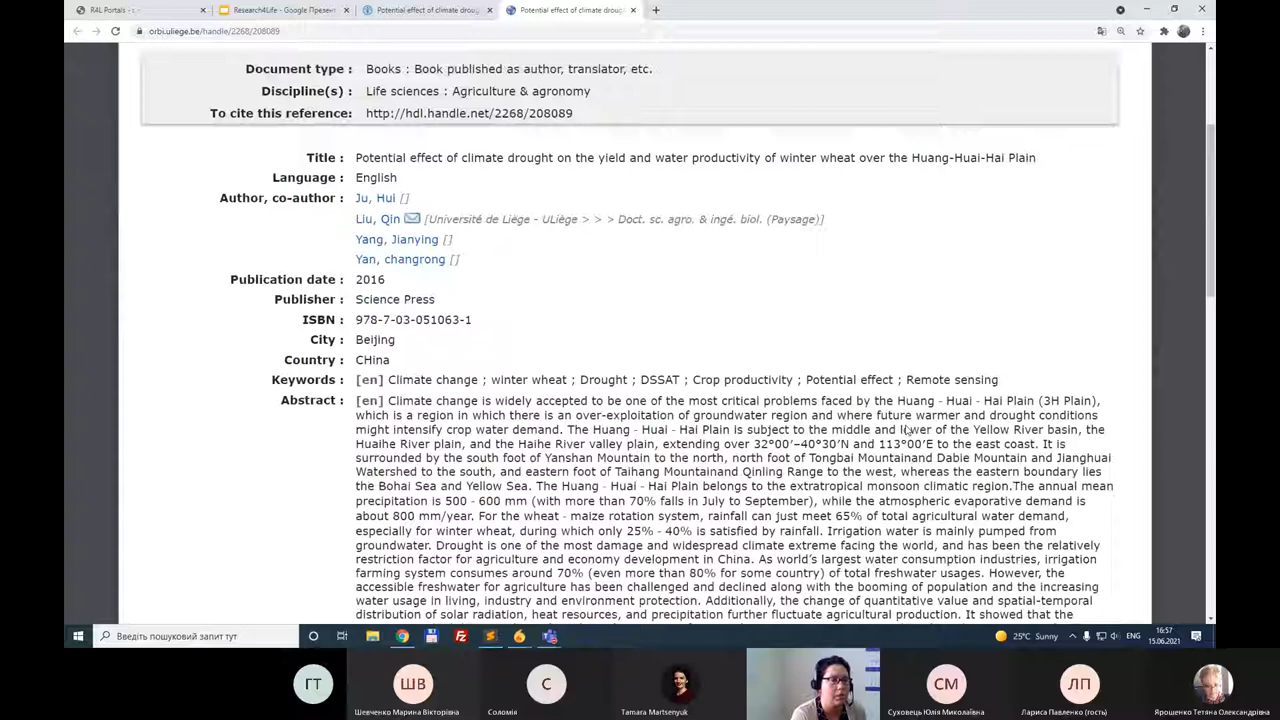 R4L Portals - с
Research4Life - Google Презент
Potential effect of climate droug
Potential effect of climate droug
orbi.uliege.be/handle/2268/208089
Document type : Books : Book published as author, translator, etc.
Discipline(s) : Life sciences : Agriculture & agronomy
To cite this reference: http://hdl.handle.net/2268/208089
Title : Potential effect of climate drought on the yield and water productivity of winter wheat over the Huang-Huai-Hai Plain
Language : English
Author, co-author : Ju, Hui []
Liu, Qin [Université de Liège - ULiège > > > Doct. sc. agro. & ingé. biol. (Paysage)]
Yang, Jianying []
Yan, changrong []
Publication date : 2016
Publisher : Science Press
ISBN : 978-7-03-051063-1
City : Beijing
Country : CHina
Keywords : [en] Climate change ; winter wheat ; Drought ; DSSAT ; Crop productivity ; Potential effect ; Remote sensing
Abstract : [en] Climate change is widely accepted to be one of the most critical problems faced by the Huang - Huai - Hai Plain (3H Plain),
which is a region in which there is an over-exploitation of groundwater region and where future warmer and drought conditions
might intensify crop water demand. The Huang - Huai - Hai Plain is subject to the middle and lower of the Yellow River basin, the
Huaihe River plain, and the Haihe River valley plain, extending over 32°00′–40°30′N and 113°00′E to the east coast. It is
surrounded by the south foot of Yanshan Mountain to the north, north foot of Tongbai Mountainand Dabie Mountain and Jianghuai
Watershed to the south, and eastern foot of Taihang Mountainand Qinling Range to the west, whereas the eastern boundary lies
the Bohai Sea and Yellow Sea. The Huang - Huai - Hai Plain belongs to the extratropical monsoon climatic region.The annual mean
precipitation is 500 - 600 mm (with more than 70% falls in July to September), while the atmospheric evaporative demand is
about 800 mm/year. For the wheat - maize rotation system, rainfall can just meet 65% of total agricultural water demand,
especially for winter wheat, during which only 25% - 40% is satisfied by rainfall. Irrigation water is mainly pumped from
groundwater. Drought is one of the most damage and widespread climate extreme facing the world, and has been the relatively
restriction factor for agriculture and economy development in China. As world's largest water consumption industries, irrigation
farming system consumes around 70% (even more than 80% for some country) of total freshwater usages. However, the
accessible freshwater for agriculture has been challenged and declined along with the booming of population and the increasing
water usage in living, industry and environment protection. Additionally, the change of quantitative value and spatial-temporal
distribution of solar radiation, heat resources, and precipitation further fluctuate agricultural production. It showed that the
Введіть пошуковий запит тут
25°C Sunny
ENG
16:57
15.06.2021
ГТ
ШВ
С
СМ
ЛП
Шевченко Марина Вікторівна
Соломія
Tamara Martsenyuk
Суховець Юлія Миколаївна
Лариса Павленко (гость)
Ярошенко Тетяна Олександрівна